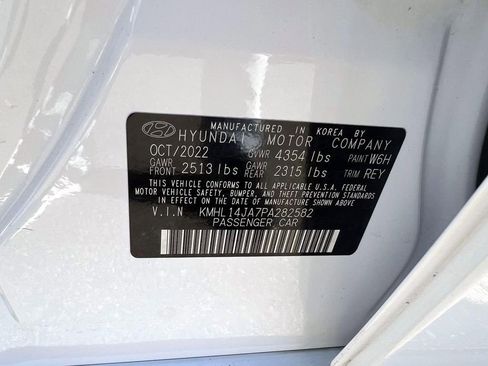 MANUFACTURED IN KOREA BY
HYUNDAI MOTOR COMPANY
OCT/2022 GVWR 4354 lbs PAINT W6H
GAWR FRONT 2513 lbs GAWR REAR 2315 lbs TRIM REY
THIS VEHICLE CONFORMS TO ALL APPLICABLE U.S.A. FEDERAL
MOTOR VEHICLE SAFETY, BUMPER, AND THEFT PREVENTION STANDARDS
IN EFFECT ON THE DATE OF MANUFACTURE SHOWN ABOVE.
V.I.N KMHL14JA7PA282582
PASSENGER CAR